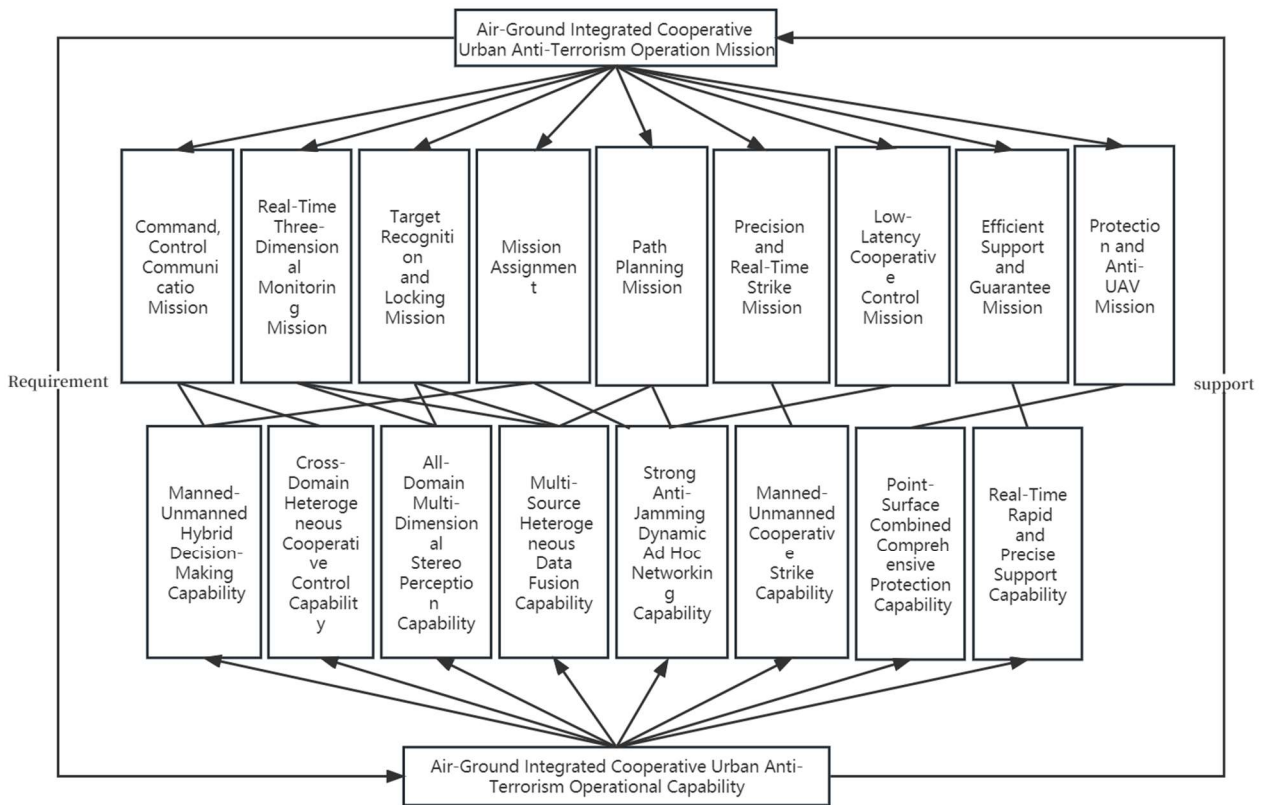 Air-Ground Integrated Cooperative
Urban Anti-Terrorism Operation Mission
Command,
Control
Communi
catio
Mission
Real-Time
Three-
Dimension
al
Monitorin
g
Mission
Target
Recogniti
on
and
Locking
Mission
Mission
Assignmen
t
Path
Planning
Mission
Precision
and
Real-Time
Strike
Mission
Low-
Latency
Cooperativ
e
Control
Mission
Efficient
Support
and
Guarantee
Mission
Protectio
n and
Anti-
UAV
Mission
Requirement
support
Manned-
Unmanned
Hybrid
Decision-
Making
Capability
Cross-
Domain
Heteroge
neous
Cooperati
ve
Control
Capabilit
y
All-
Domain
Multi-
Dimension
al
Stereo
Perceptio
n
Capability
Multi-
Source
Heteroge
neous
Data
Fusion
Capability
Strong
Anti-
Jamming
Dynamic
Ad Hoc
Networkin
g
Capability
Manned-
Unmanned
Cooperativ
e
Strike
Capability
Point-
Surface
Combined
Compreh
ensive
Protection
Capability
Real-Time
Rapid
and
Precise
Support
Capability
Air-Ground Integrated Cooperative Urban Anti-
Terrorism Operational Capability